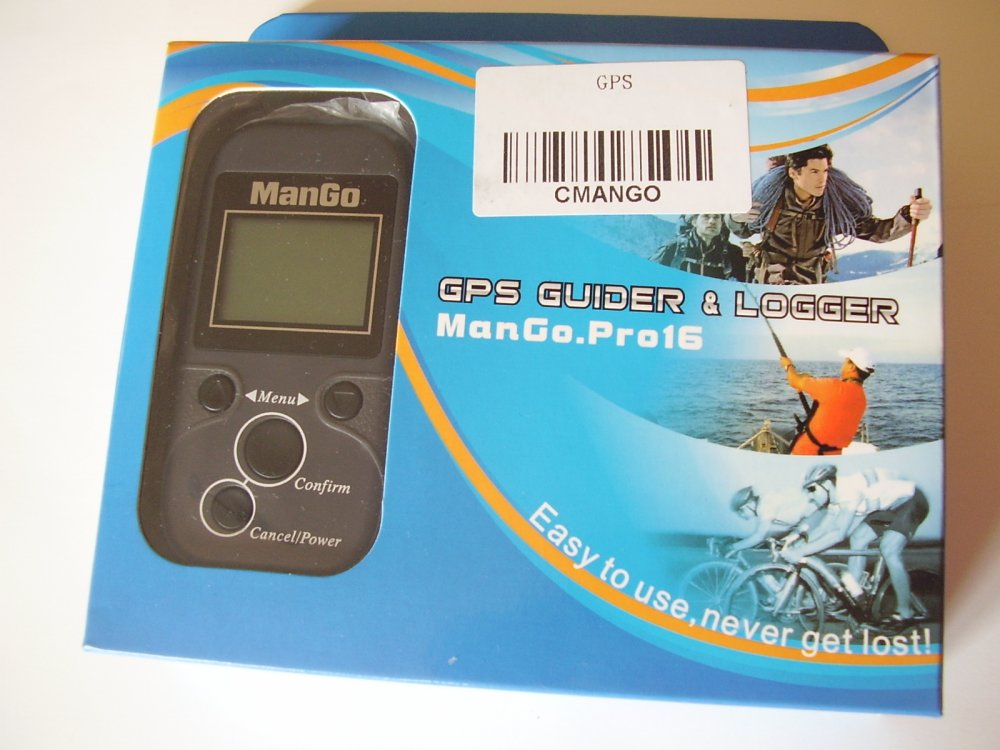 GPS
CMANGO
ManGo
GPS GUIDER & LOGGER
ManGo.Pro16
◀Menu▶
Confirm
Cancel/Power
Easy to use,never get lost!